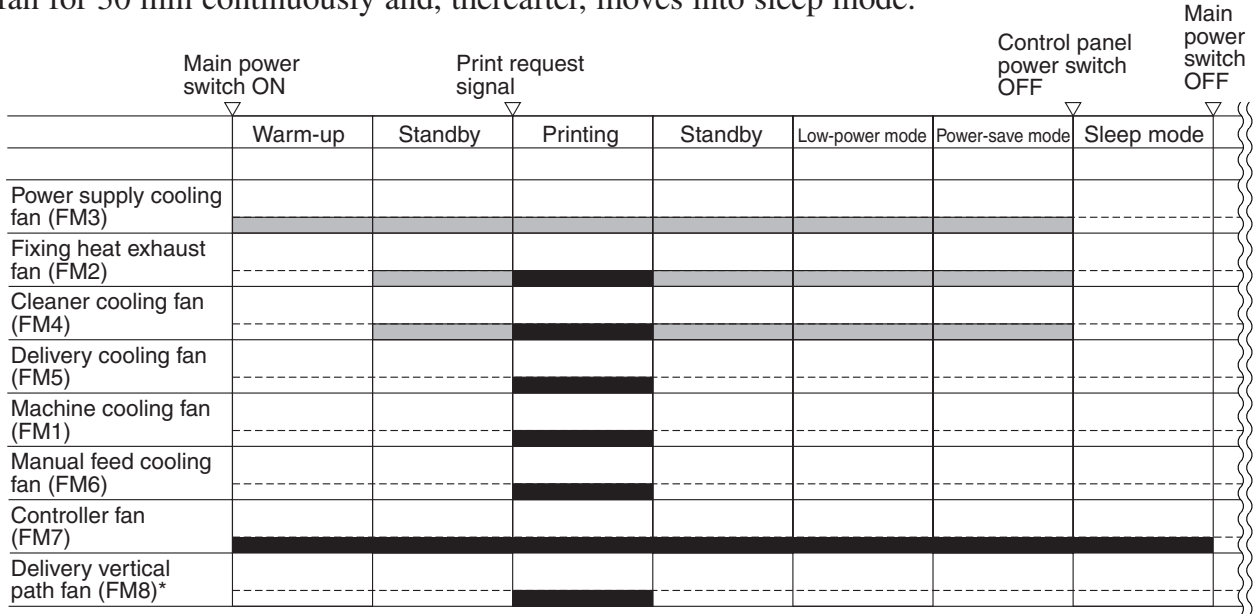 fan for 30 min continuously and, thereafter, moves into sleep mode.
Main power
switch ON
Print request
signal
Control panel
power switch
OFF
Main
power
switch
OFF
Warm-up Standby Printing Standby Low-power mode Power-save mode Sleep mode
Power supply cooling
fan (FM3)
Fixing heat exhaust
fan (FM2)
Cleaner cooling fan
(FM4)
Delivery cooling fan
(FM5)
Machine cooling fan
(FM1)
Manual feed cooling
fan (FM6)
Controller fan
(FM7)
Delivery vertical
path fan (FM8)*